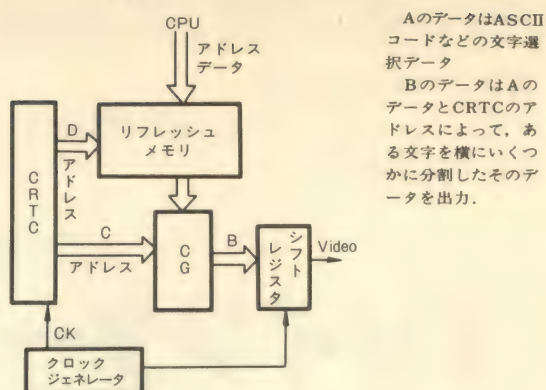 CPU
アドレス
データ
D
リフレッシュ
メモリ
アドレス
CRTC
C
アドレス
CG
B
シフト
レジスタ
Video
CK
クロック
ジェネレータ
AのデータはASCII
コードなどの文字選
択データ
BのデータはAの
データとCRTCのア
ドレスによって，あ
る文字を横にいくつ
かに分割したそのデ
ータを出力．